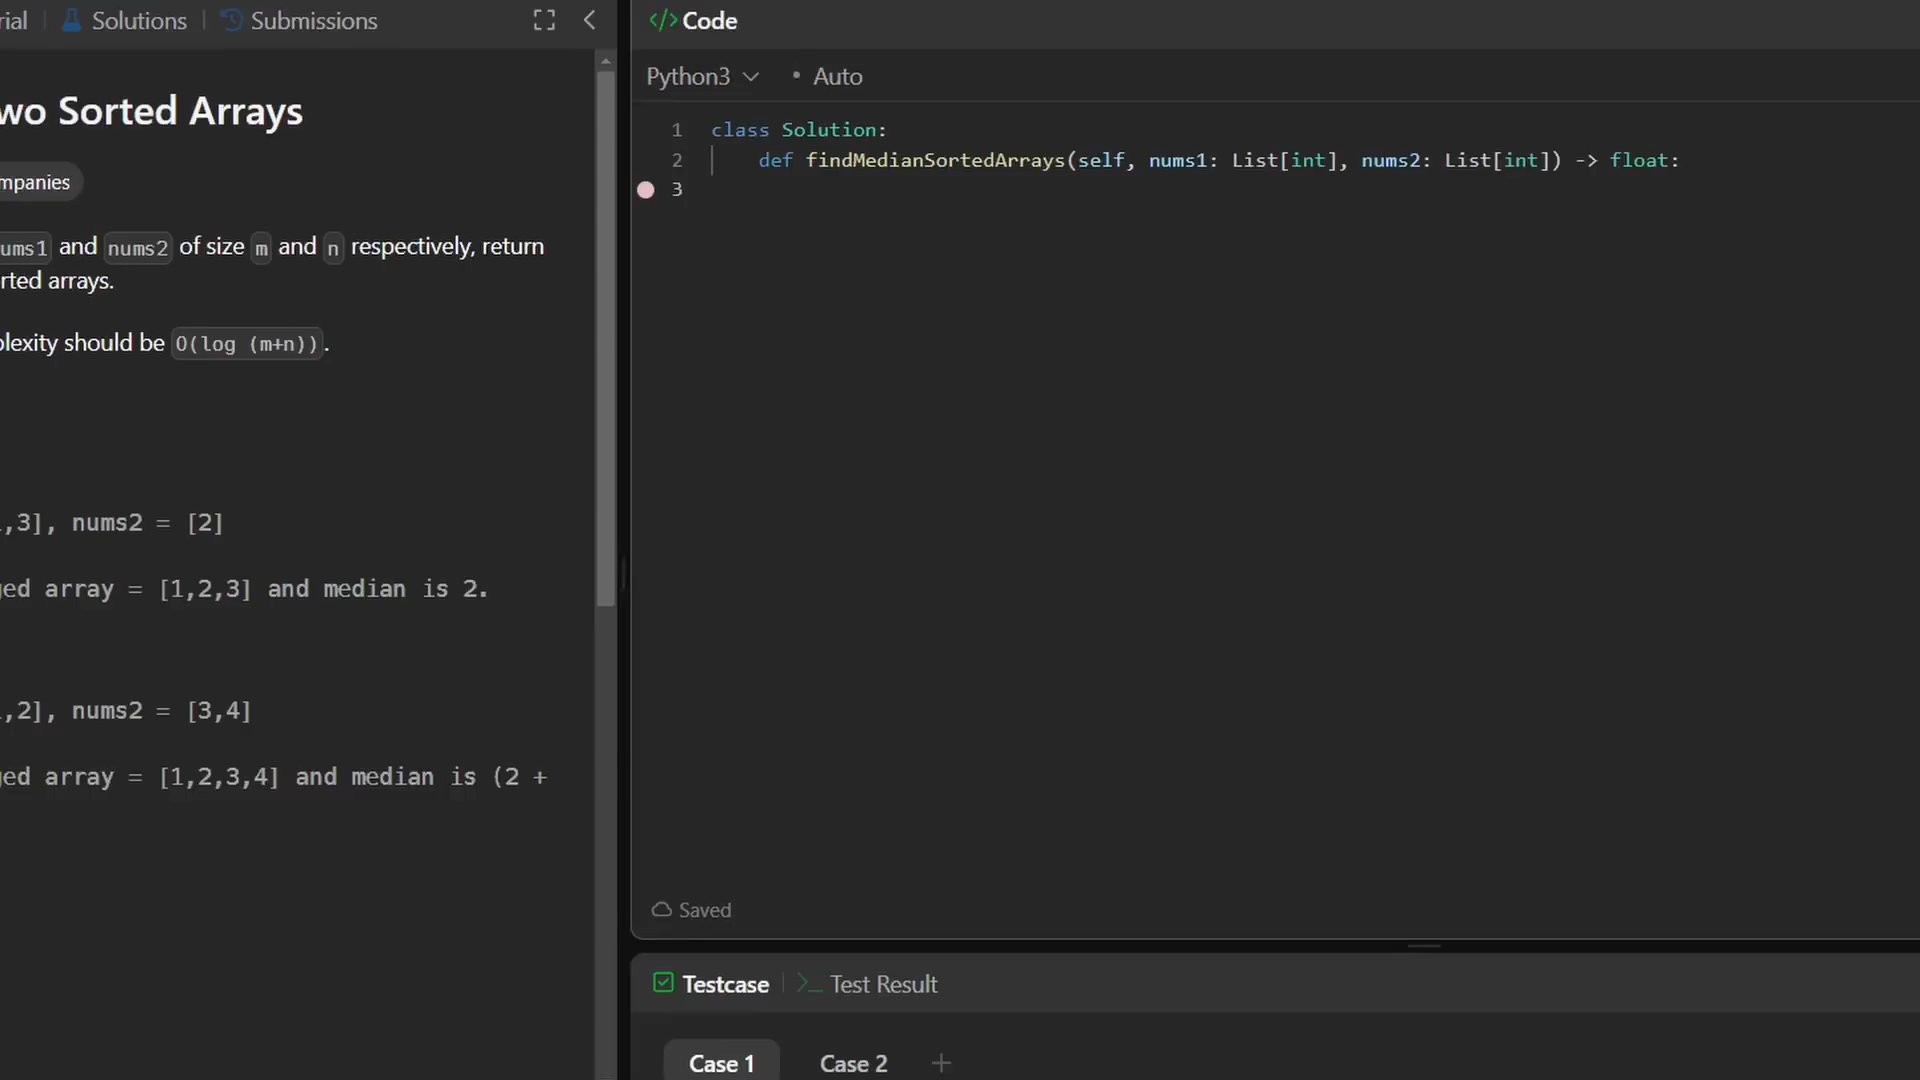 rial Solutions Submissions
wo Sorted Arrays
mpanies
ums1 and nums2 of size m and n respectively, return
rted arrays.
plexity should be O(log (m+n)).
,3], nums2 = [2]
ged array = [1,2,3] and median is 2.
,2], nums2 = [3,4]
ged array = [1,2,3,4] and median is (2 +
</> Code
Python3 • Auto
1 class Solution:
2 def findMedianSortedArrays(self, nums1: List[int], nums2: List[int]) -> float:
3
Saved
Testcase >_ Test Result
Case 1 Case 2 +